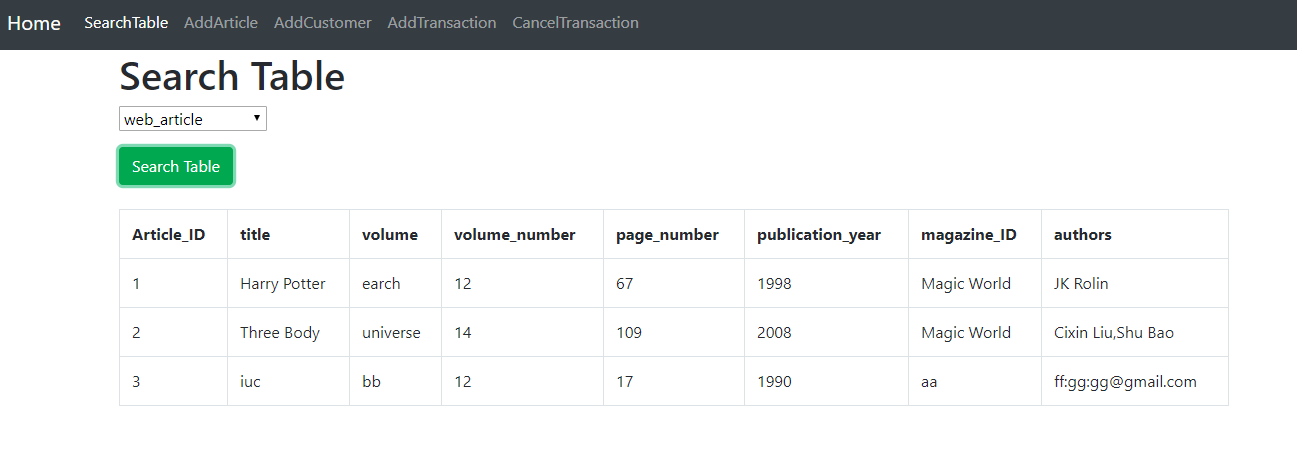 Home SearchTable AddArticle AddCustomer AddTransaction CancelTransaction
Search Table
web_article
Search Table
Article_ID title volume volume_number page_number publication_year magazine_ID authors
1 Harry Potter earch 12 67 1998 Magic World JK Rolin
2 Three Body universe 14 109 2008 Magic World Cixin Liu,Shu Bao
3 iuc bb 12 17 1990 aa ff:gg:gg@gmail.com